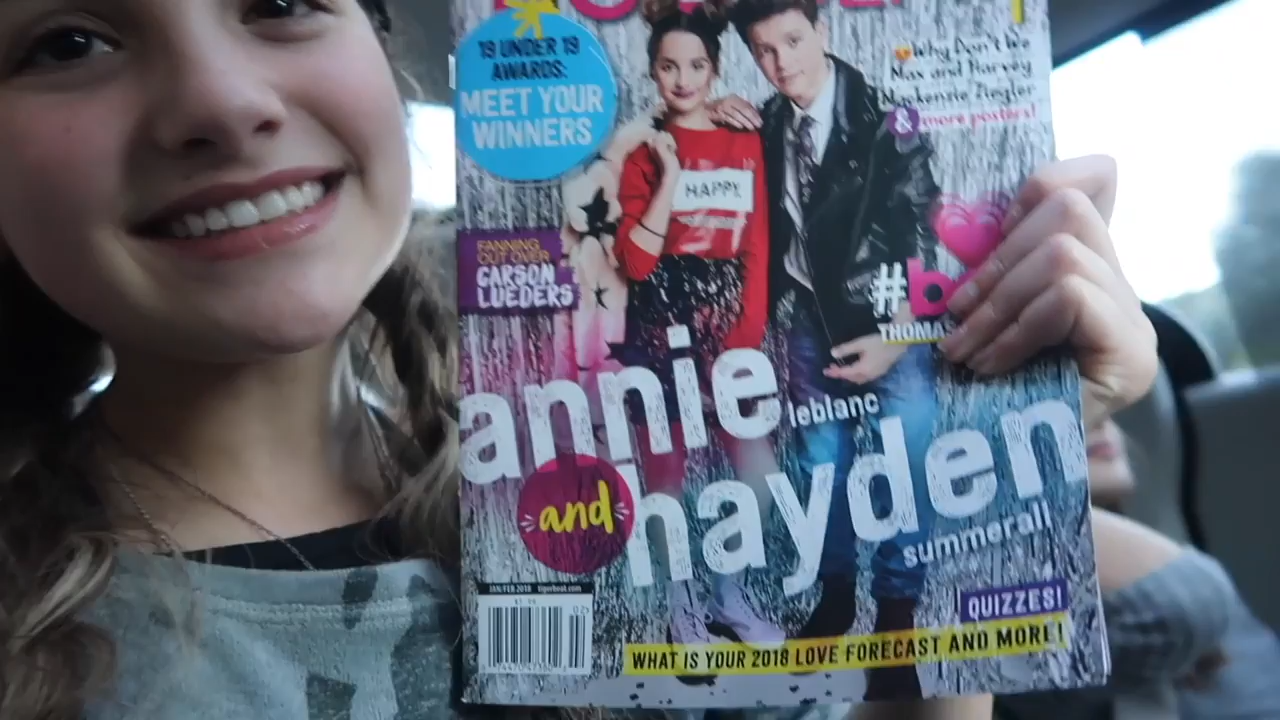 19 UNDER 19
AWARDS:
MEET YOUR
WINNERS
Why Don't We
Max and Harvey
Mackenzie Ziegler
& more posters!
HAPPY.
FANNING
OUT OVER
CARSON
LUEDERS
#b
THOMAS
annie
leblanc
and
hayden
summerall
JAN/FEB 2018 tigerbeat.com
QUIZZES!
WHAT IS YOUR 2018 LOVE FORECAST AND MORE!